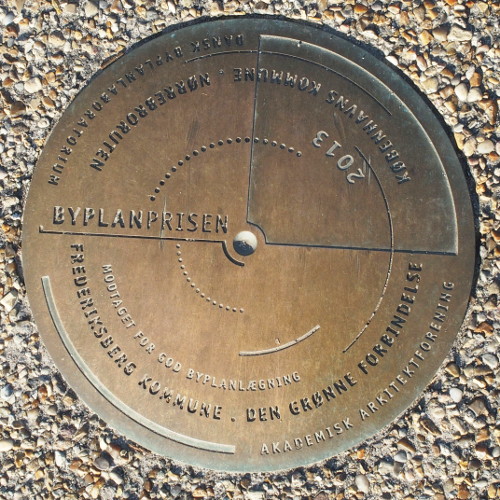 BYPLANPRISEN
2013
KØBENHAVNS KOMMUNE . NØRREBRORUTEN
FREDERIKSBERG KOMMUNE . DEN GRØNNE FORBINDELSE
MODTAGET FOR GOD BYPLANLÆGNING
DANSK BYPLANLABORATORIUM
AKADEMISK ARKITEKTFORENING